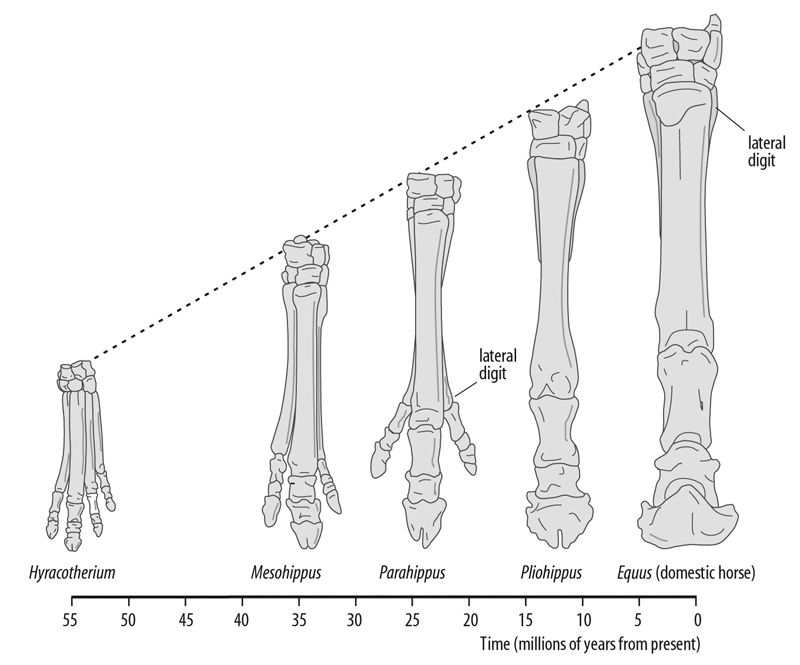 lateral
digit
lateral
digit
Hyracotherium
Mesohippus
Parahippus
Pliohippus
Equus (domestic horse)
55 50 45 40 35 30 25 20 15 10 5 0
Time (millions of years from present)